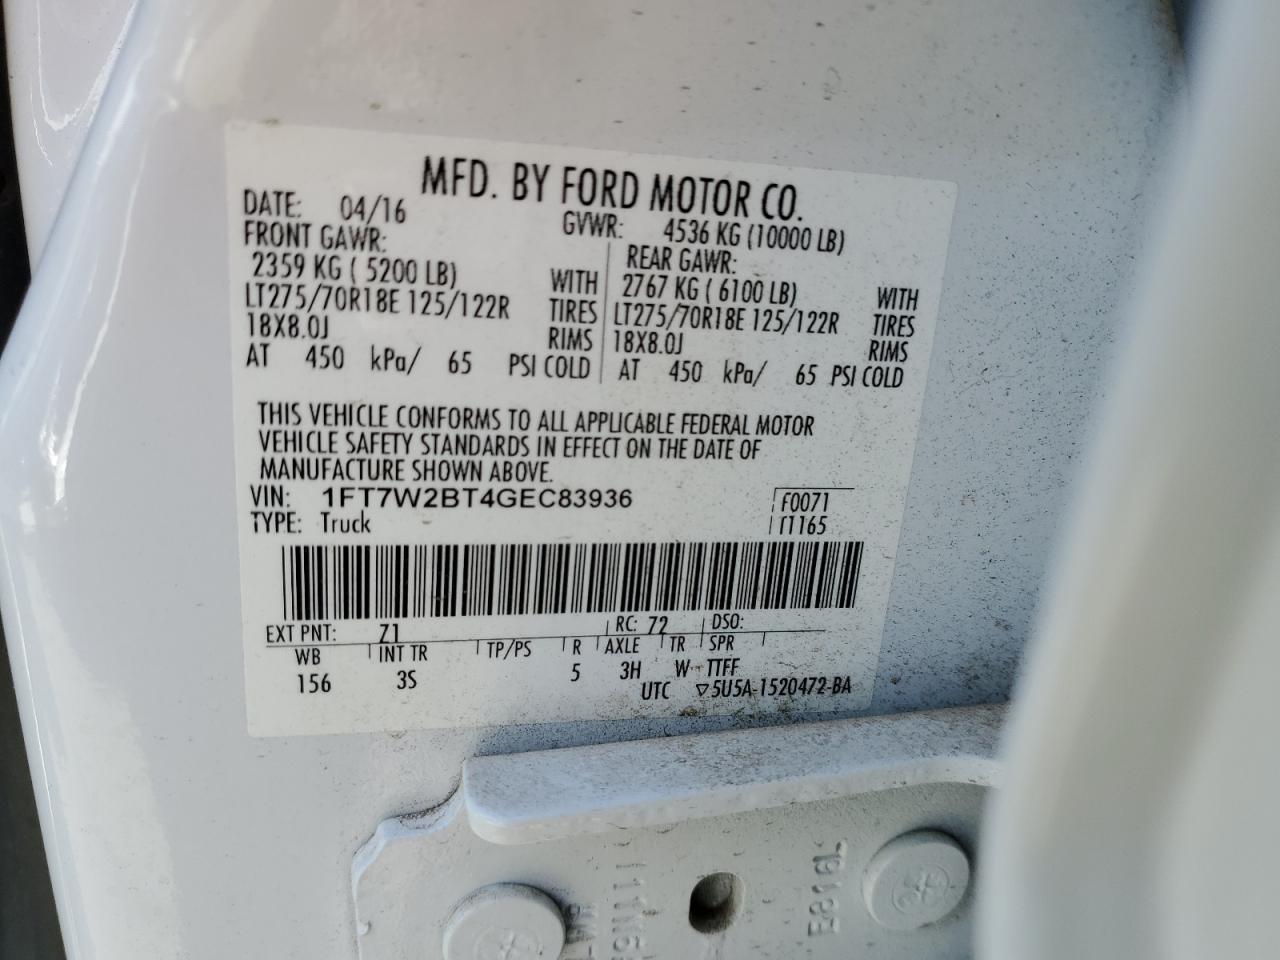 MFD. BY FORD MOTOR CO.
DATE: 04/16 GVWR: 4536 KG (10000 LB)
FRONT GAWR: REAR GAWR:
2359 KG ( 5200 LB) WITH 2767 KG ( 6100 LB) WITH
LT275/70R18E 125/122R TIRES LT275/70R18E 125/122R TIRES
18X8.0J RIMS 18X8.0J RIMS
AT 450 kPa/ 65 PSI COLD AT 450 kPa/ 65 PSI COLD
THIS VEHICLE CONFORMS TO ALL APPLICABLE FEDERAL MOTOR
VEHICLE SAFETY STANDARDS IN EFFECT ON THE DATE OF
MANUFACTURE SHOWN ABOVE.
VIN: 1FT7W2BT4GEC83936 F0071
TYPE: Truck T1165
EXT PNT: Z1 RC: 72 DSO:
WB INT TR TP/PS R AXLE TR SPR
156 3S 5 3H W TTFF
UTC ▽5U5A-1520472-BA
E816L